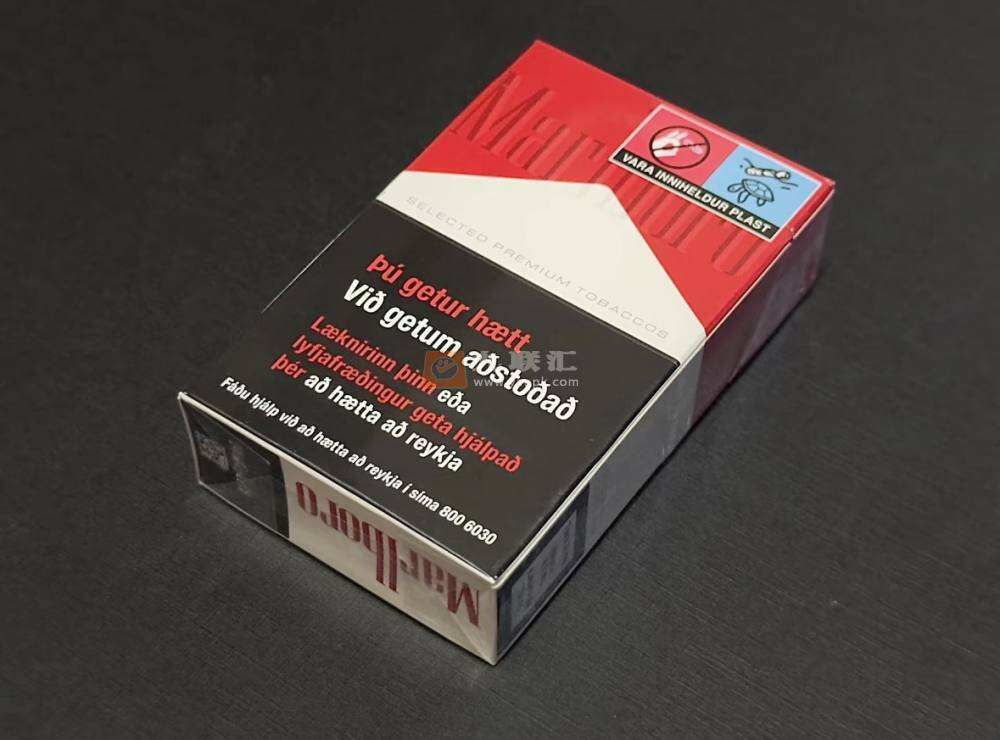 Marlboro
VARA INNIHELDUR PLAST
SELECTED PREMIUM TOBACCOS
Þú getur hætt
Við getum aðstoðað
Læknirinn þinn eða
lyfjafræðingur geta hjálpað
þér að hætta að reykja
Fáðu hjálp við að hætta að reykja í síma 800 6030
Marlboro